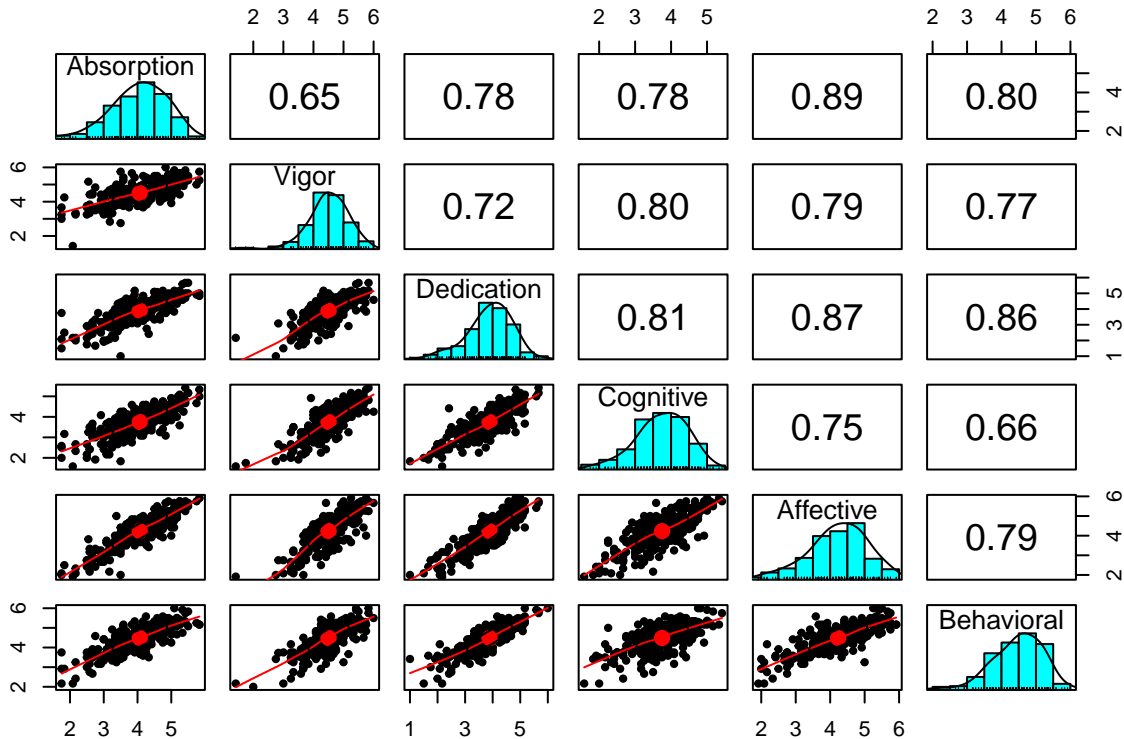 2 3 4 5 6 2 3 4 5 2 3 4 5 6
Absorption 0.65 0.78 0.78 0.89 0.80 2 4
2 4 6 Vigor 0.72 0.80 0.79 0.77
Dedication 0.81 0.87 0.86 1 3 5
2 4 Cognitive 0.75 0.66
Affective 0.79 2 4 6
2 4 6 Behavioral
2 3 4 5 1 3 5 2 3 4 5 6